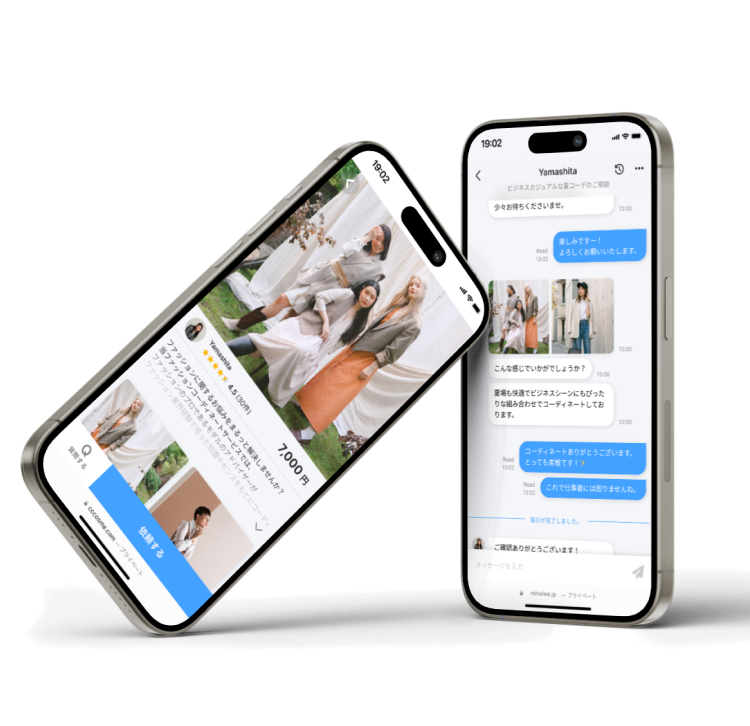 19:02
Yamashita
4.5 (30件)
7,000 円
ファッションに関するお悩みをまるっと解決しませんか?
当ファッションコーディネートサービスでは、
ファッションのプロであるモデルのアドバイザーが
質問する
依頼する
cccosme.com — プライベート
19:02
Yamashita
ビジネスカジュアルな夏コーデのご相談
少々お待ちくださいませ。
13:00
楽しみですー!
よろしくお願いいたします。
Read
13:02
13:00
こんな感じでいかがでしょうか?
13:00
夏場も快適でビジネスシーンにもぴった
りな組み合わせでコーディネートしてお
ります。
13:00
コーディネートありがとうございます。
とっても素敵です!
Read
13:03
これで仕事着には困りませんね。
Read
13:02
取引が完了しました。
ご確認ありがとうございます!
メッセージを入力
minalee.jp — プライベート